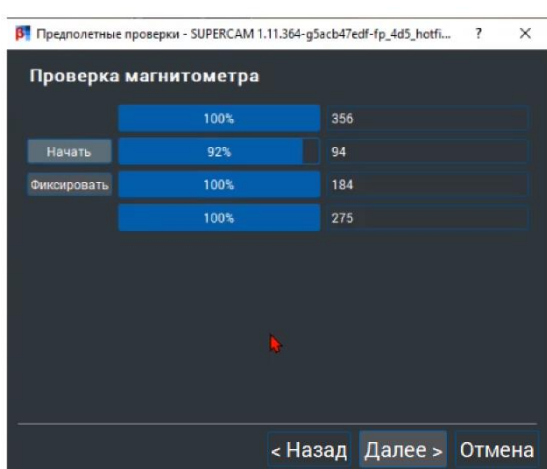 Предполетные проверки - SUPERCAM 1.11.364-g5acb47edf-fp_4d5_hotfi... ? ×
Проверка магнитометра
100% 356
Начать 92% 94
Фиксировать 100% 184
100% 275
< Назад Далее > Отмена